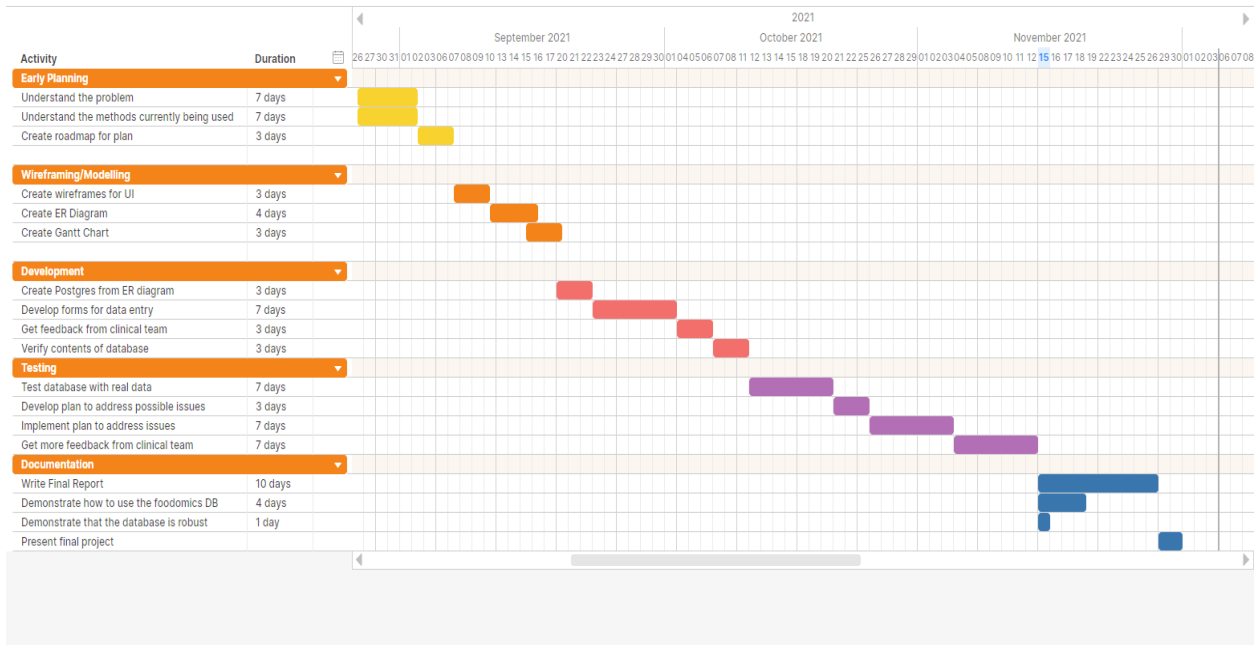 2021
September 2021 October 2021 November 2021
Activity Duration 26 27 30 31 01 02 03 06 07 08 09 10 13 14 15 16 17 20 21 22 23 24 27 28 29 30 01 04 05 06 07 08 11 12 13 14 15 18 19 20 21 22 25 26 27 28 29 01 02 03 04 05 08 09 10 11 12 15 16 17 18 19 22 23 24 25 26 29 30 01 02 03 06 07 08
Early Planning
Understand the problem 7 days
Understand the methods currently being used 7 days
Create roadmap for plan 3 days
Wireframing/Modelling
Create wireframes for UI 3 days
Create ER Diagram 4 days
Create Gantt Chart 3 days
Development
Create Postgres from ER diagram 3 days
Develop forms for data entry 7 days
Get feedback from clinical team 3 days
Verify contents of database 3 days
Testing
Test database with real data 7 days
Develop plan to address possible issues 3 days
Implement plan to address issues 7 days
Get more feedback from clinical team 7 days
Documentation
Write Final Report 10 days
Demonstrate how to use the foodomics DB 4 days
Demonstrate that the database is robust 1 day
Present final project